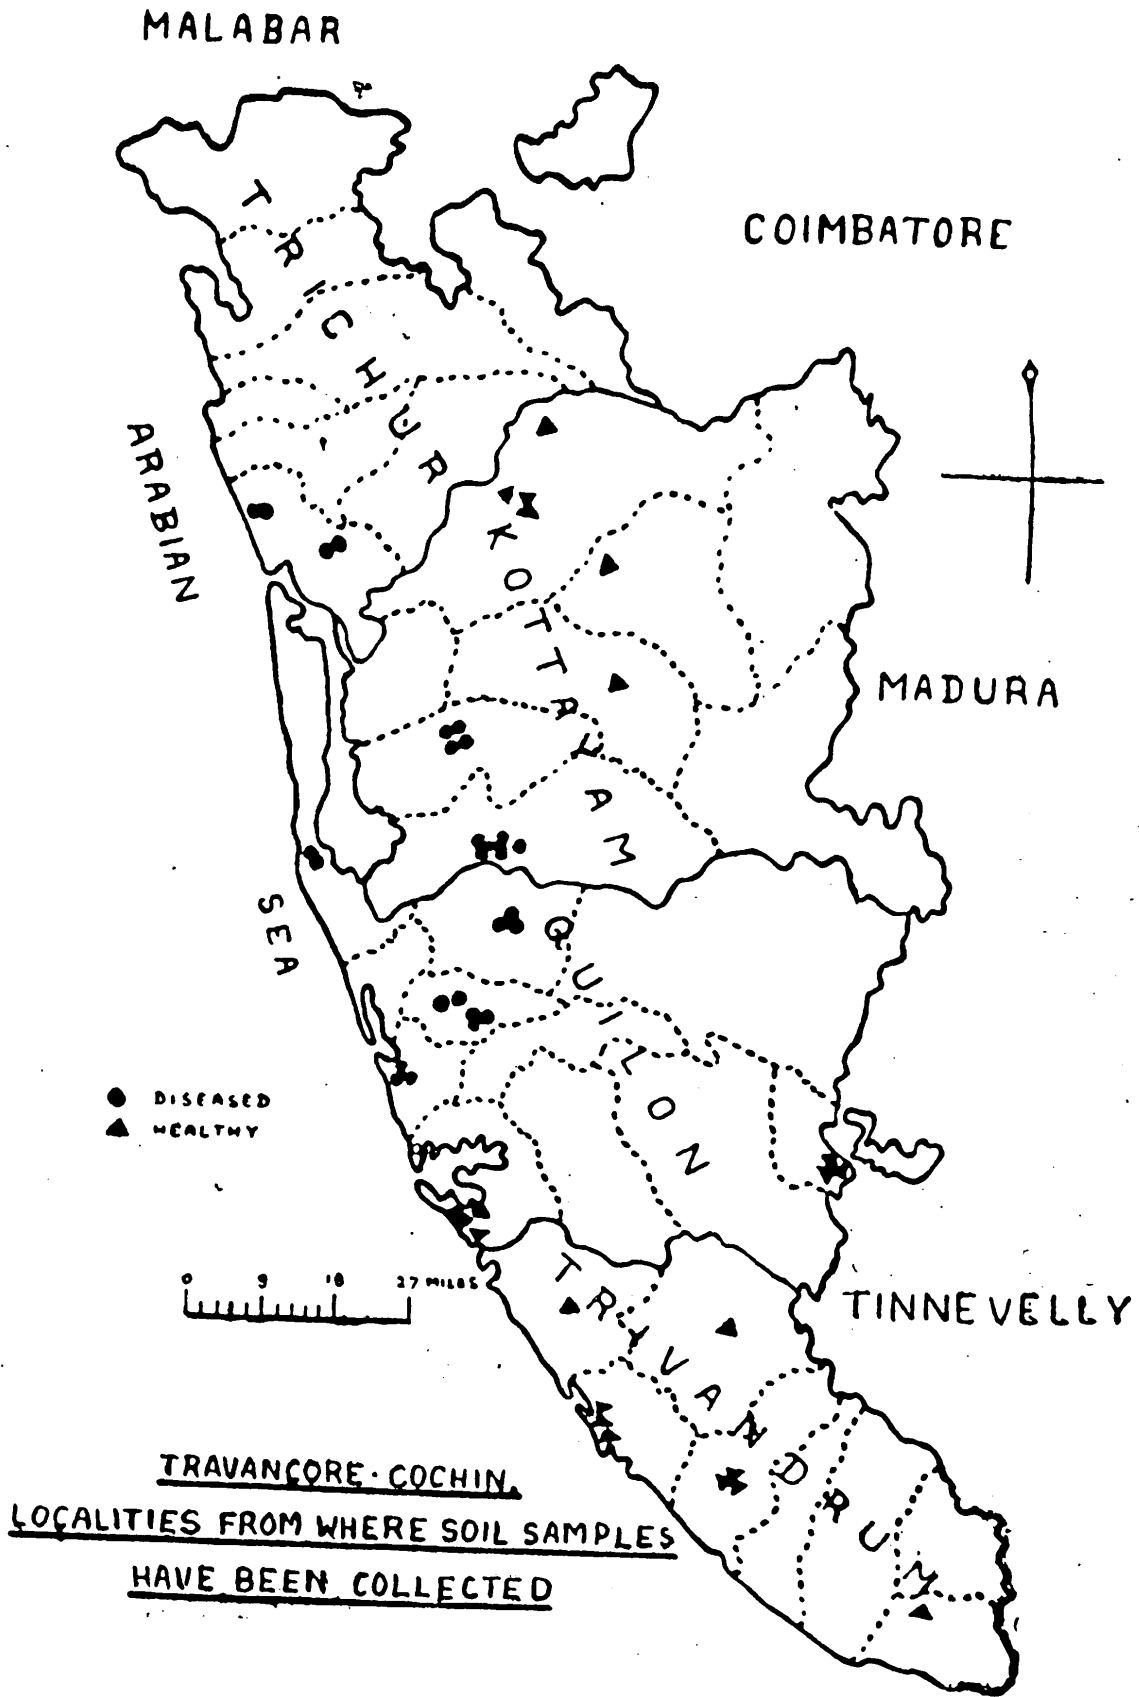 MALABAR
COIMBATORE
TRICHUR
ARABIAN
KOTTAYAM
MADURA
SEA
QUILON
DISEASED
HEALTHY
0 9 18 27 MILES
TINNEVELLY
TRIVANDRUM
TRAVANCORE-COCHIN.
LOCALITIES FROM WHERE SOIL SAMPLES
HAVE BEEN COLLECTED